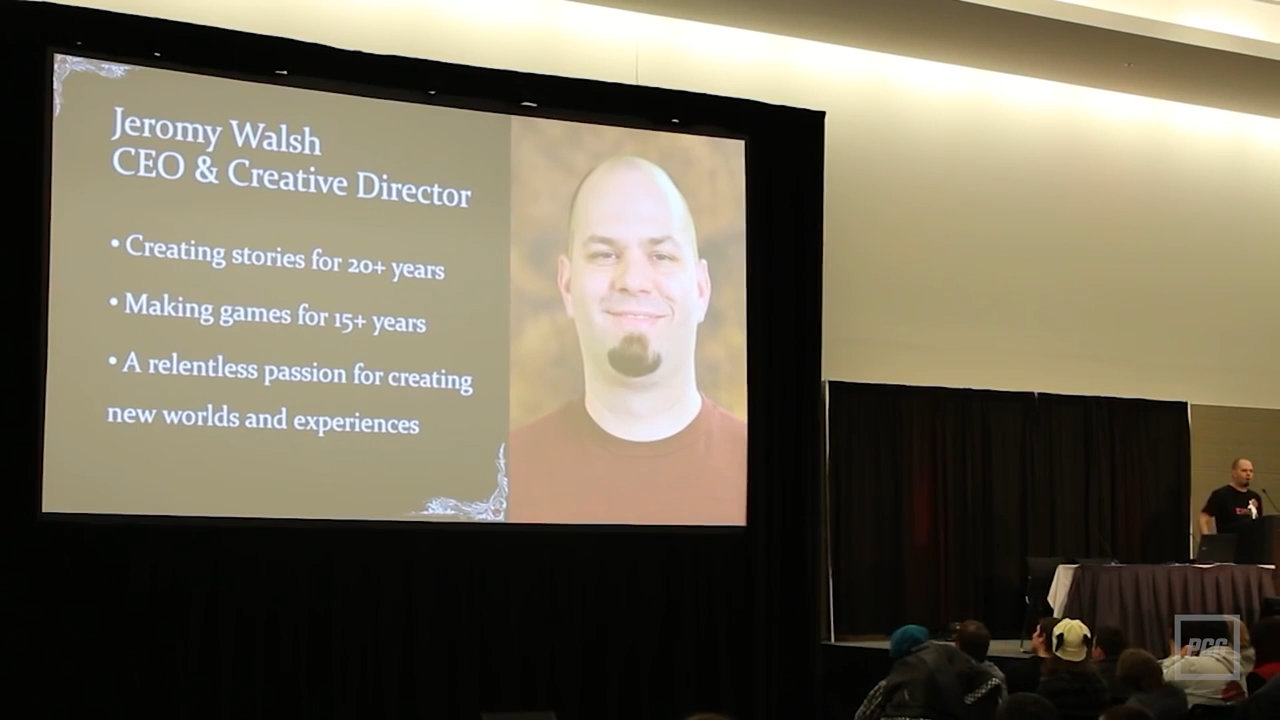 Jeromy Walsh
CEO & Creative Director
• Creating stories for 20+ years
• Making games for 15+ years
• A relentless passion for creating
new worlds and experiences
PCG